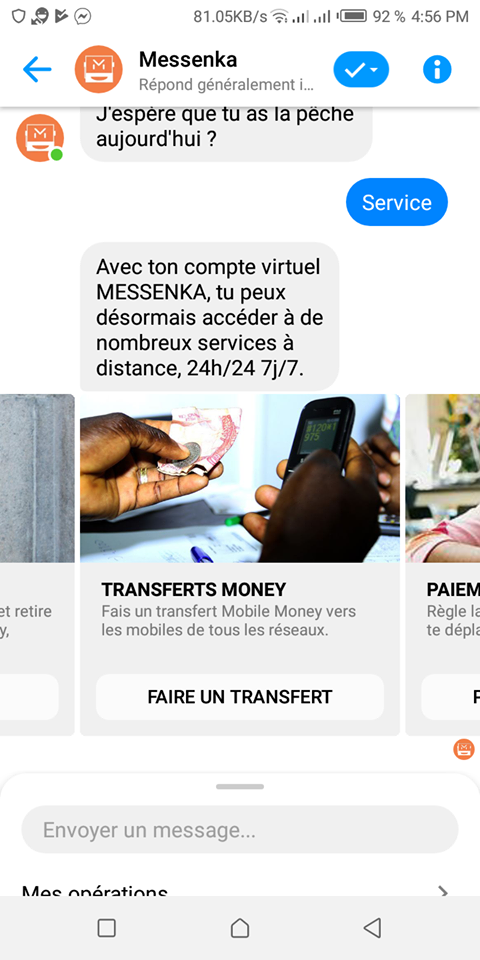 81.05KB/s 92 % 4:56 PM
Messenka
Répond généralement i...
J'espère que tu as la pêche
aujourd'hui ?
Service
Avec ton compte virtuel
MESSENKA, tu peux
désormais accéder à de
nombreux services à
distance, 24h/24 7j/7.
#120#1
975
et retire
y,
TRANSFERTS MONEY
Fais un transfert Mobile Money vers
les mobiles de tous les réseaux.
FAIRE UN TRANSFERT
PAIEM
Règle la
te dépla
P
Envoyer un message...
Mes opérations